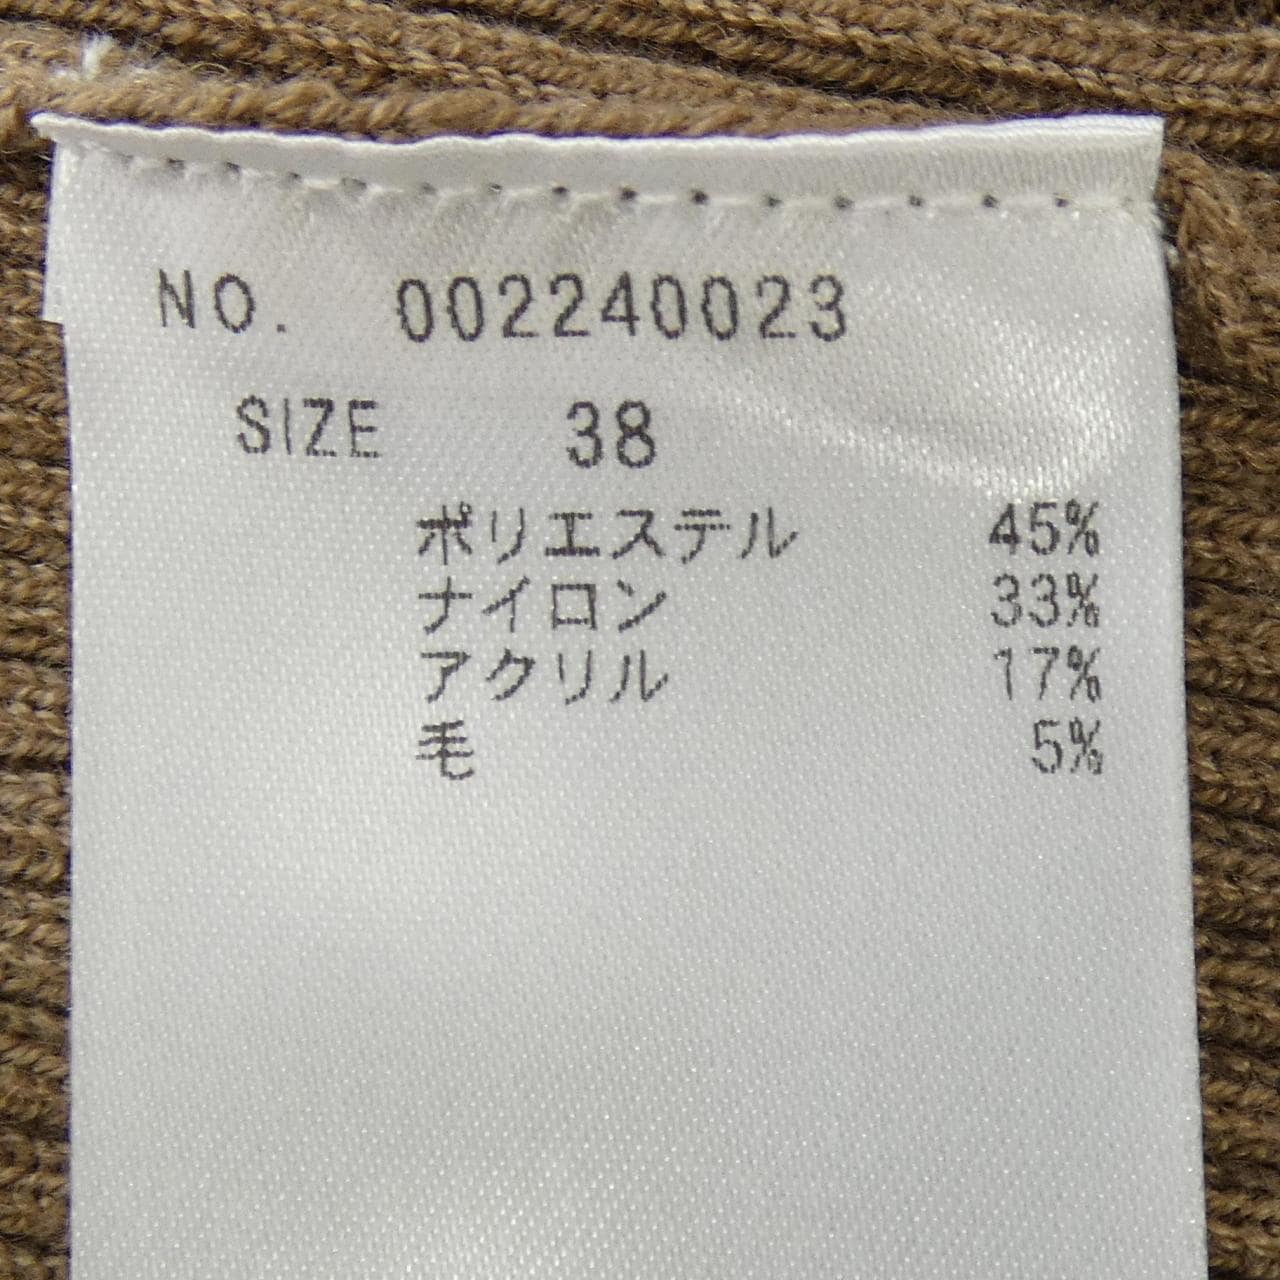 NO. 002240023
SIZE 38
ポリエステル 45%
ナイロン 33%
アクリル 17%
毛 5%